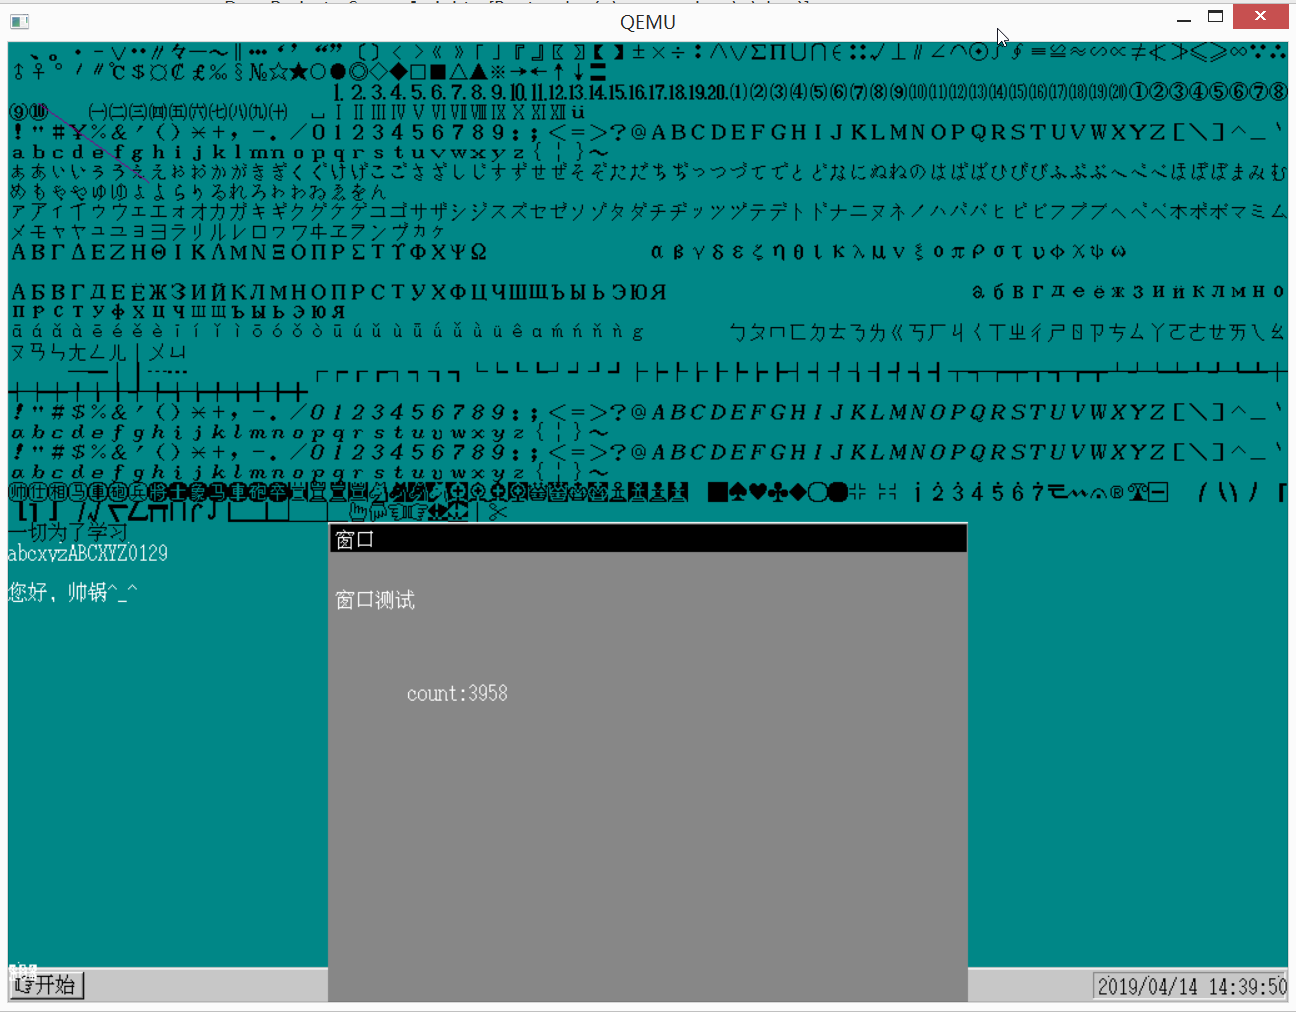 QEMU
⒈⒉⒊⒋⒌⒍⒎⒏⒐⒑⒒⒓⒔⒕⒖⒗⒘⒙⒚⒛⑴⑵⑶⑷⑸⑹⑺⑻⑼⑽⑾⑿⒀⒁⒂⒃⒄⒅⒆⒇①②③④⑤⑥⑦⑧
⑨⑩ ㈠㈡㈢㈣㈤㈥㈦㈧㈨㈩ ⅠⅡⅢⅣⅤⅥⅦⅧⅨⅩⅪⅫ
!"#¥%&'()*+,-./0123456789:;<=>?@ABCDEFGHIJKLMNOPQRSTUVWXYZ[\]^_`
abcdefghijklmnopqrstuvwxyz{¦}~
ぁあぃいぅうぇえぉおかがきぎくぐけげこごさざしじすずせぜそぞただちぢっつづてでとどなにぬねのはばぱひびぴふぶぷへべぺほぼぽまみむ
めもゃやゅゆょよらりるれろゎわゐゑをん
ァアィイゥウェエォオカガキギクグケゲコゴサザシジスズセゼソゾタダチヂッツヅテデトドナニヌネノハバパヒビピフブプヘベペホボポマミム
メモャヤュユョヨラリルレロヮワヰヱヲンヴヵヶ
ΑΒΓΔΕΖΗΘΙΚΛΜΝΞΟΠΡΣΤΥΦΧΨΩ αβγδεζηθικλμνξοπρστυφχψω
АБВГДЕЁЖЗИЙКЛМНОПРСТУФХЦЧШЩЪЫЬЭЮЯ абвгдеёжзийклмно
прстуфхцчшщъыьэюя
āáǎàēéěèīíǐìōóǒòūúǔùǖǘǚǜüêɑḿńňǹɡ ㄅㄆㄇㄈㄉㄊㄋㄌㄍㄎㄏㄐㄑㄒㄓㄔㄕㄖㄗㄘㄙㄚㄛㄜㄝㄞㄟㄠ
ㄡㄢㄣㄤㄥㄦㄧㄨㄩ
!"#$%&'()*+,-./0123456789:;<=>?@ABCDEFGHIJKLMNOPQRSTUVWXYZ[\]^_`
abcdefghijklmnopqrstuvwxyz{¦}~
!"#$%&'()*+,-./0123456789:;<=>?@ABCDEFGHIJKLMNOPQRSTUVWXYZ[\]^_`
abcdefghijklmnopqrstuvwxyz{¦}~
一切为了学习
abcxyzABCXYZ0129
您好，帅锅^_^
窗口
窗口测试
count:3958
开始
2019/04/14 14:39:50